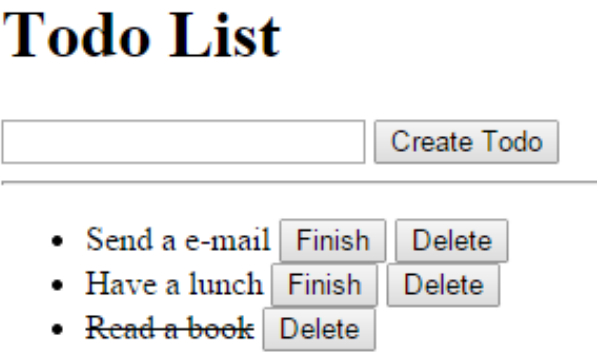 Todo List
Create Todo
Send a e-mail Finish Delete
Have a lunch Finish Delete
Read a book Delete